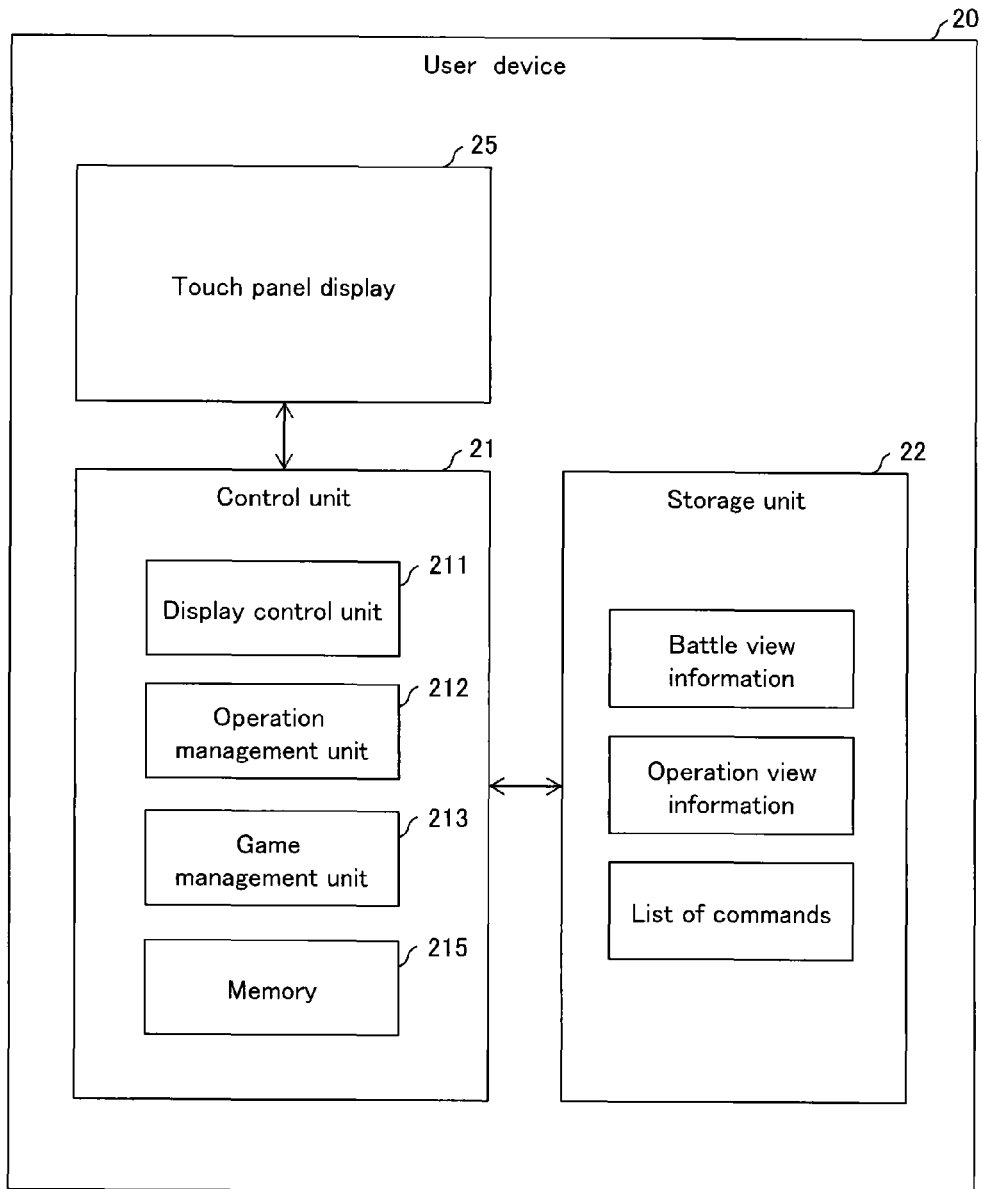 20
User device
25
Touch panel display
21
Control unit
211
Display control unit
212
Operation
management unit
213
Game
management unit
215
Memory
22
Storage unit
Battle view
information
Operation view
information
List of commands